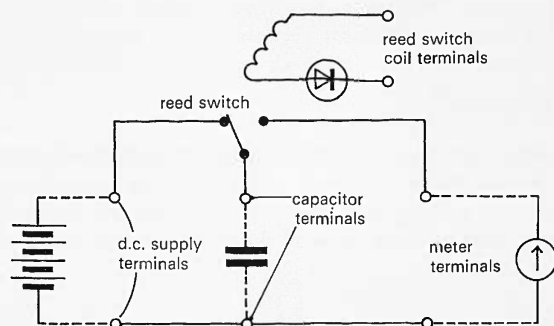 reed switch
coil terminals
reed switch
capacitor
terminals
d.c. supply
terminals
meter
terminals